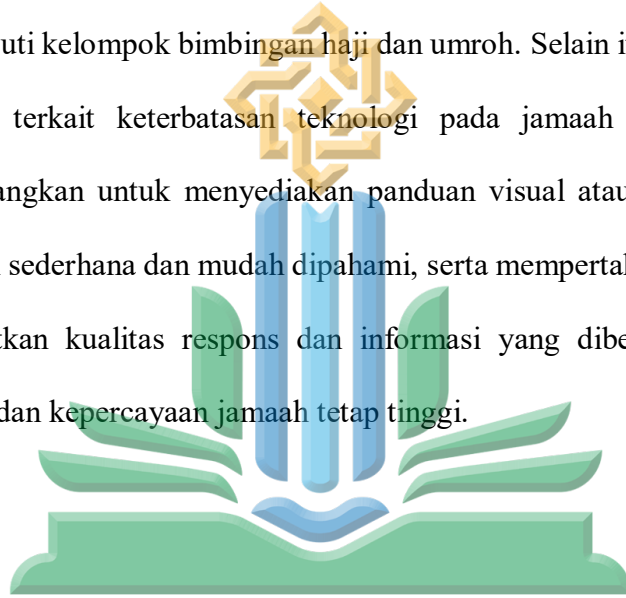 uti kelompok bimbingan haji dan umroh. Selain i
terkait keterbatasan teknologi pada jamaah
angkan untuk menyediakan panduan visual atau
sederhana dan mudah dipahami, serta mempertal
tkan kualitas respons dan informasi yang dibe
dan kepercayaan jamaah tetap tinggi.